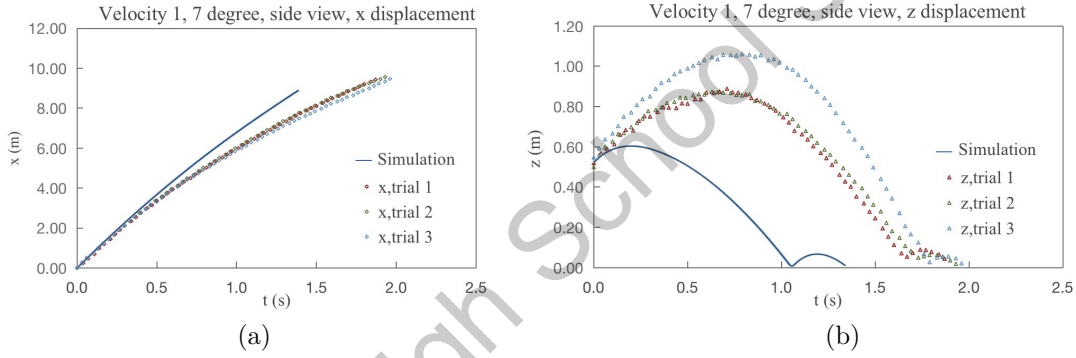 Velocity 1, 7 degree, side view, x displacement
12.00
10.00
8.00
6.00
4.00
2.00
0.00
x (m)
0.0 0.5 1.0 1.5 2.0 2.5
t (s)
Simulation
x,trial 1
x,trial 2
x,trial 3
(a)
Velocity 1, 7 degree, side view, z displacement
1.20
1.00
0.80
0.60
0.40
0.20
0.00
z (m)
0.0 0.5 1.0 1.5 2.0 2.5
t (s)
Simulation
z,trial 1
z,trial 2
z,trial 3
(b)
igh School